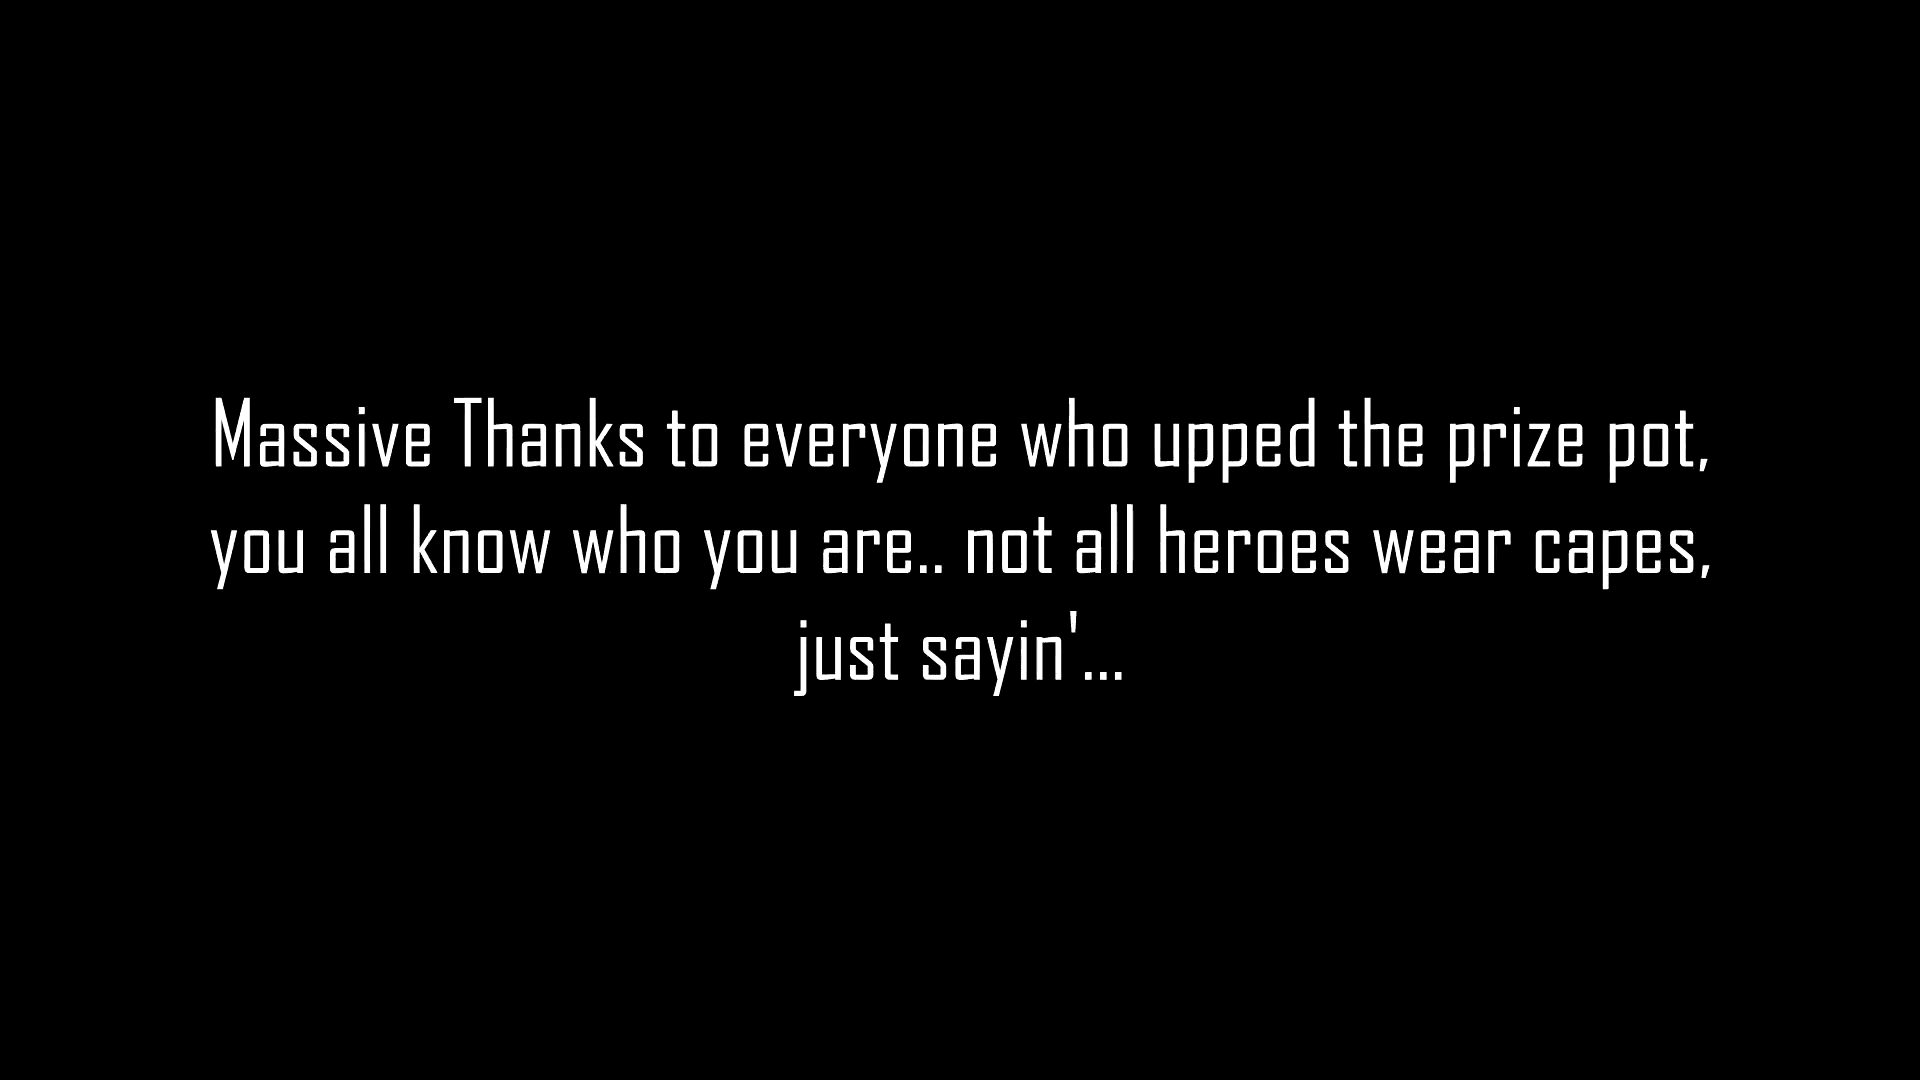 Massive Thanks to everyone who upped the prize pot,
you all know who you are.. not all heroes wear capes,
just sayin'...